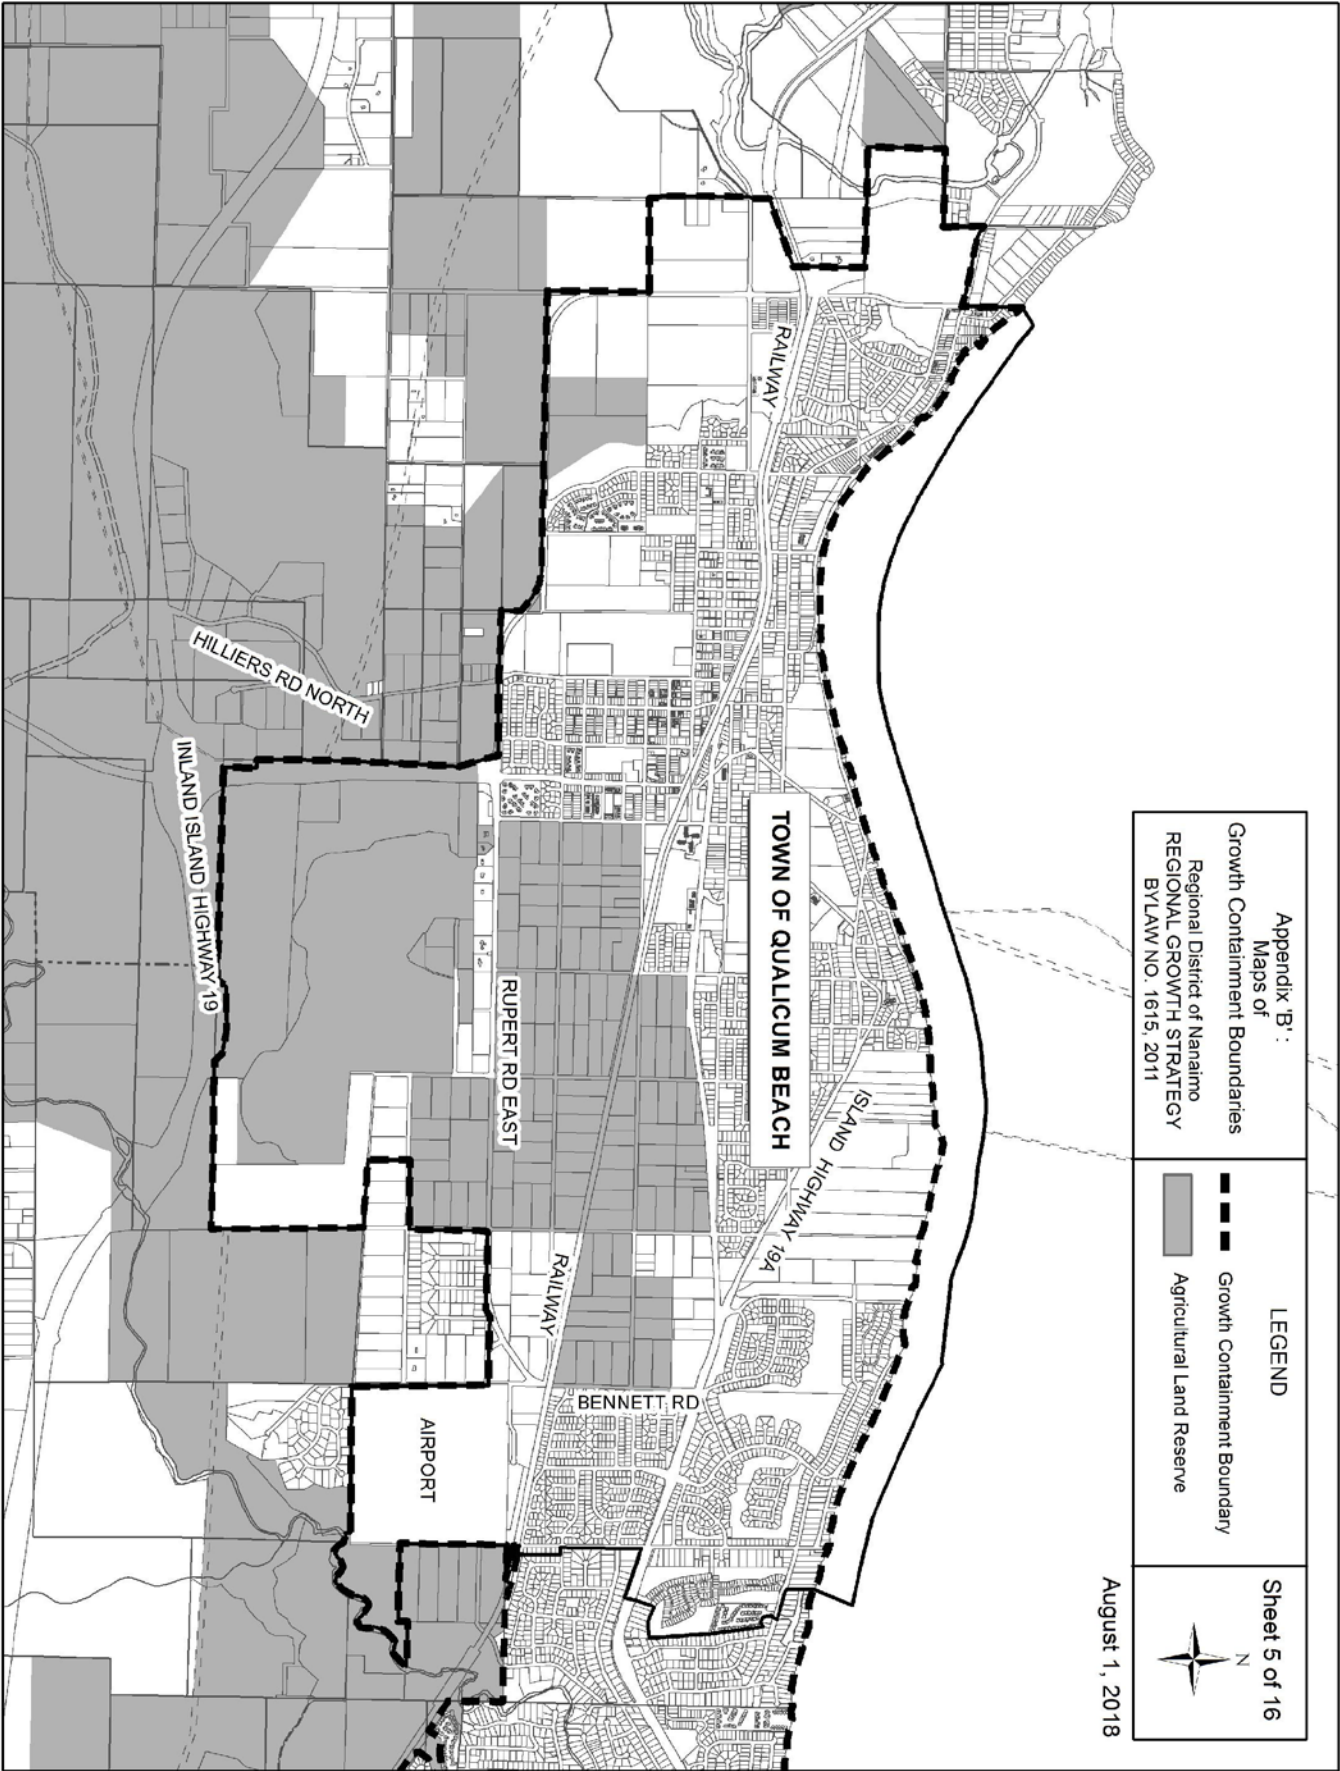 Appendix 'B' :
Maps of
Growth Containment Boundaries
Regional District of Nanaimo
REGIONAL GROWTH STRATEGY
BYLAW NO. 1615, 2011
LEGEND
Growth Containment Boundary
Agricultural Land Reserve
Sheet 5 of 16
N
August 1, 2018
RAILWAY
TOWN OF QUALICUM BEACH
ISLAND HIGHWAY 19A
HILLIERS RD NORTH
INLAND ISLAND HIGHWAY 19
RUPERT RD EAST
RAILWAY
BENNETT RD
AIRPORT